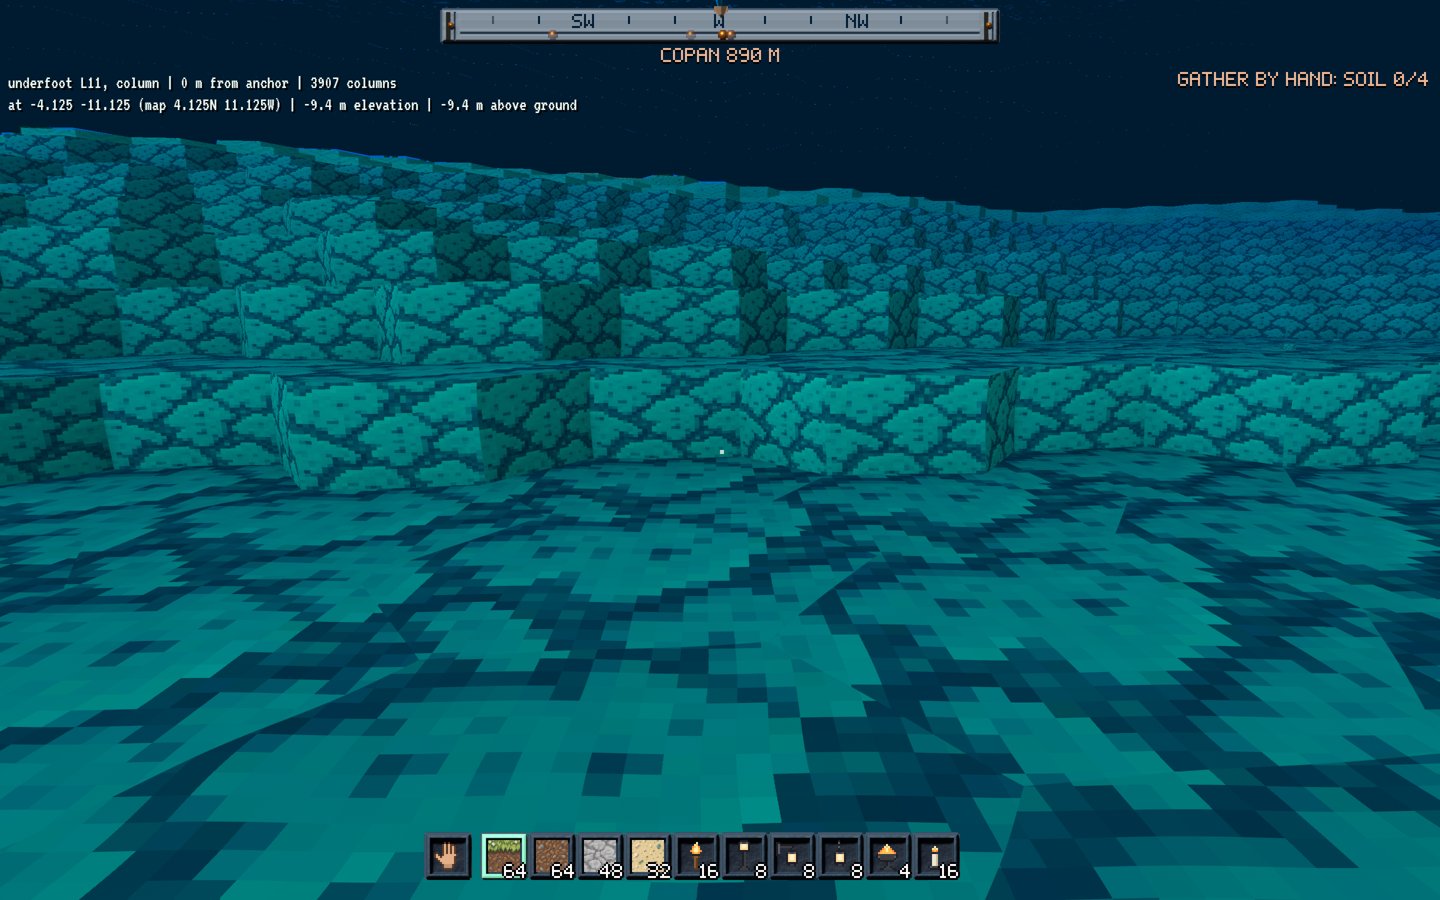 SW W NW
COPAN 890 M
underfoot L11, column | 0 m from anchor | 3907 columns
GATHER BY HAND: SOIL 0/4
at -4.125 -11.125 (map 4.125N 11.125W) | -9.4 m elevation | -9.4 m above ground
64 64 48 32 16 8 8 8 4 16